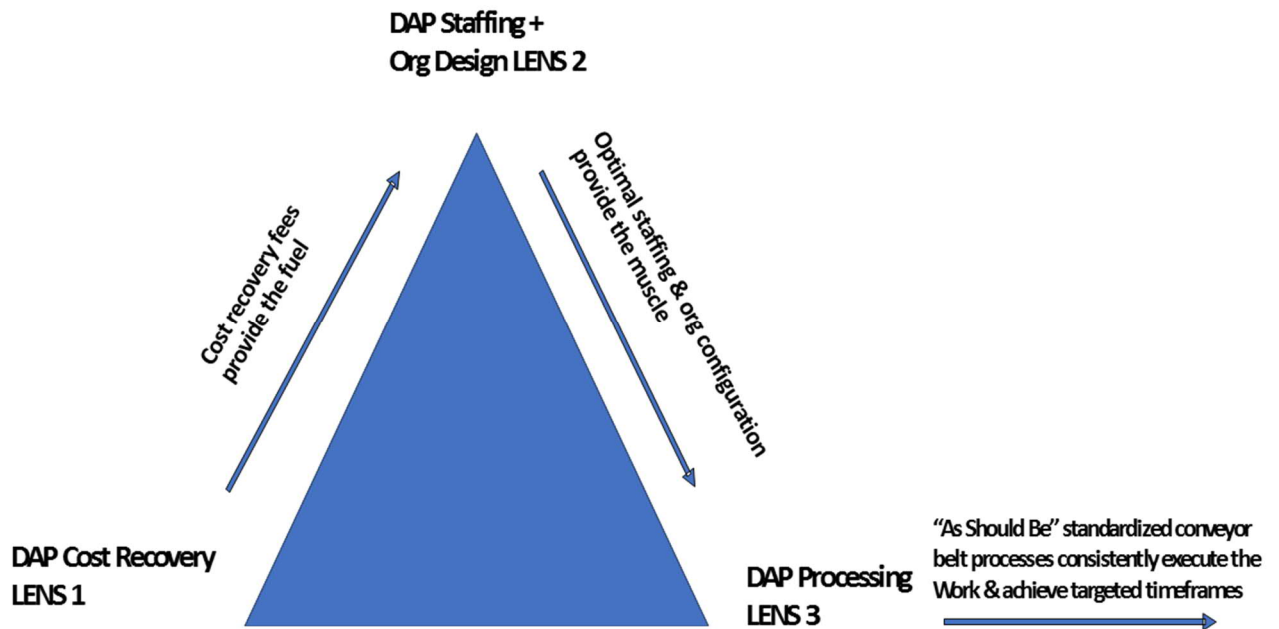 DAP Staffing +
Org Design LENS 2
Cost recovery fees
provide the fuel
Optimal staffing & org configuration
provide the muscle
DAP Cost Recovery
LENS 1
DAP Processing
LENS 3
“As Should Be” standardized conveyor
belt processes consistently execute the
Work & achieve targeted timeframes